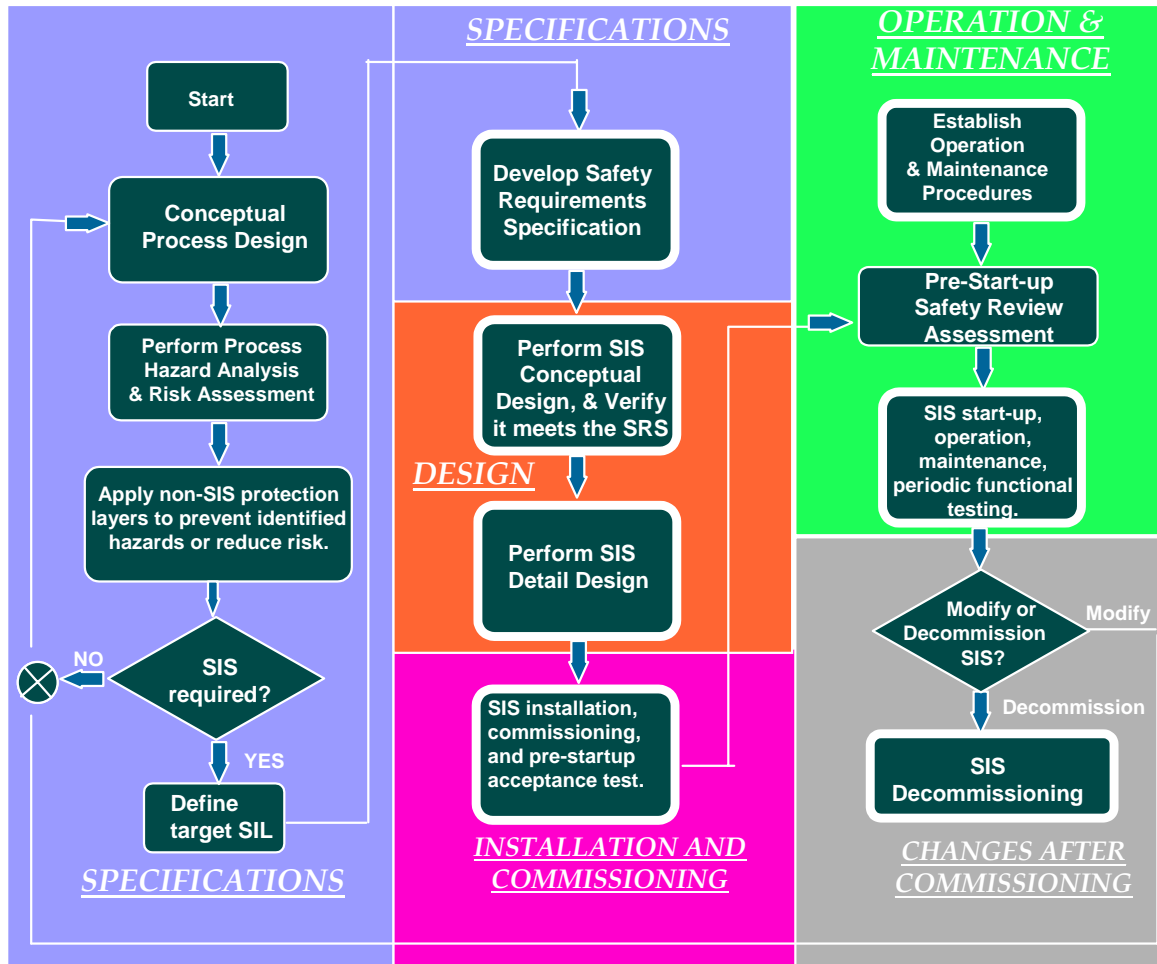 Start
Conceptual
Process Design
Perform Process
Hazard Analysis
& Risk Assessment
Apply non-SIS protection
layers to prevent identified
hazards or reduce risk.
NO
SIS
required?
YES
Define
target SIL
SPECIFICATIONS
SPECIFICATIONS
Develop Safety
Requirements
Specification
Perform SIS
Conceptual
Design, & Verify
it meets the SRS
DESIGN
Perform SIS
Detail Design
SIS installation,
commissioning,
and pre-startup
acceptance test.
INSTALLATION AND
COMMISSIONING
OPERATION &
MAINTENANCE
Establish
Operation
& Maintenance
Procedures
Pre-Start-up
Safety Review
Assessment
SIS start-up,
operation,
maintenance,
periodic functional
testing.
Modify or
Decommission
SIS?
Modify
Decommission
SIS
Decommissioning
CHANGES AFTER
COMMISSIONING